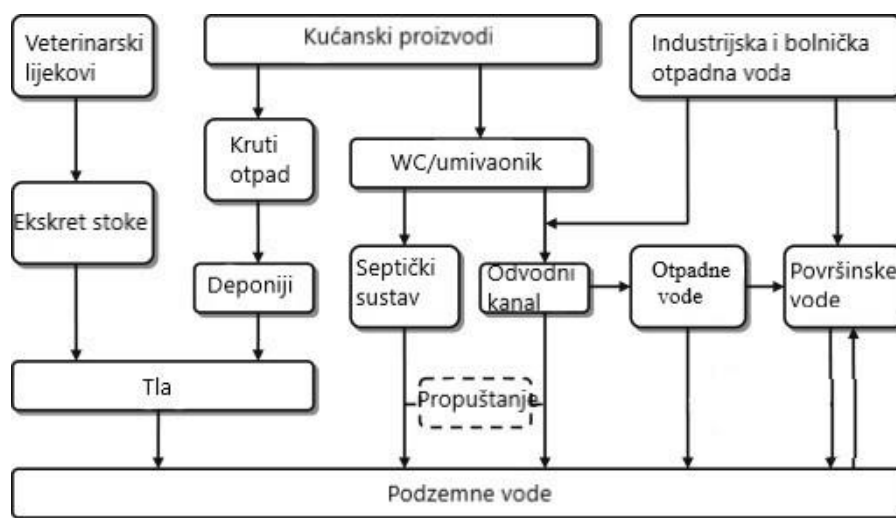 Veterinarski
lijekovi
Kućanski proizvodi
Industrijska i bolnička
otpadna voda
Kruti
otpad
WC/umivaonik
Ekskret stoke
Deponiji
Septički
sustav
Odvodni
kanal
Otpadne
vode
Površinske
vode
Tla
Propuštanje
Podzemne vode